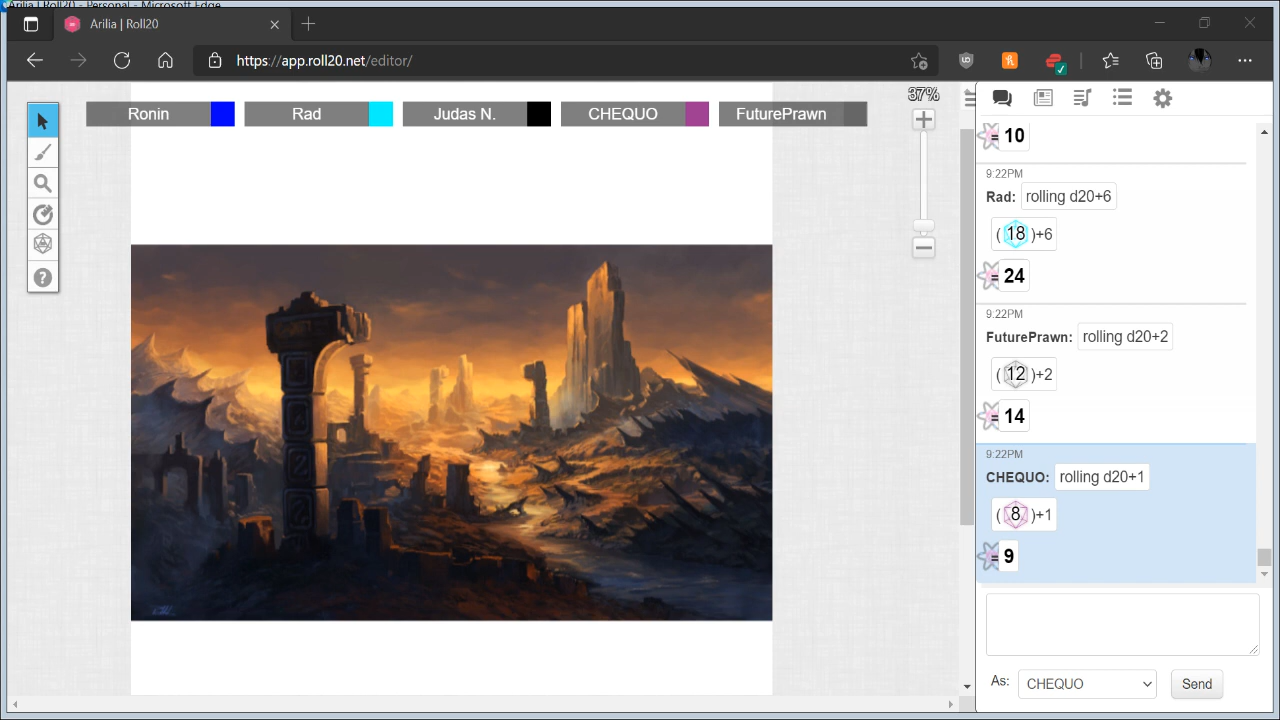 Arilia | Roll20 - Personal - Microsoft Edge
Arilia | Roll20
https://app.roll20.net/editor/
Ronin
Rad
Judas N.
CHEQUO
FuturePrawn
37%
= 10
9:22PM
Rad: rolling d20+6
(18)+6
= 24
9:22PM
FuturePrawn: rolling d20+2
(12)+2
= 14
9:22PM
CHEQUO: rolling d20+1
(8)+1
= 9
As: CHEQUO Send